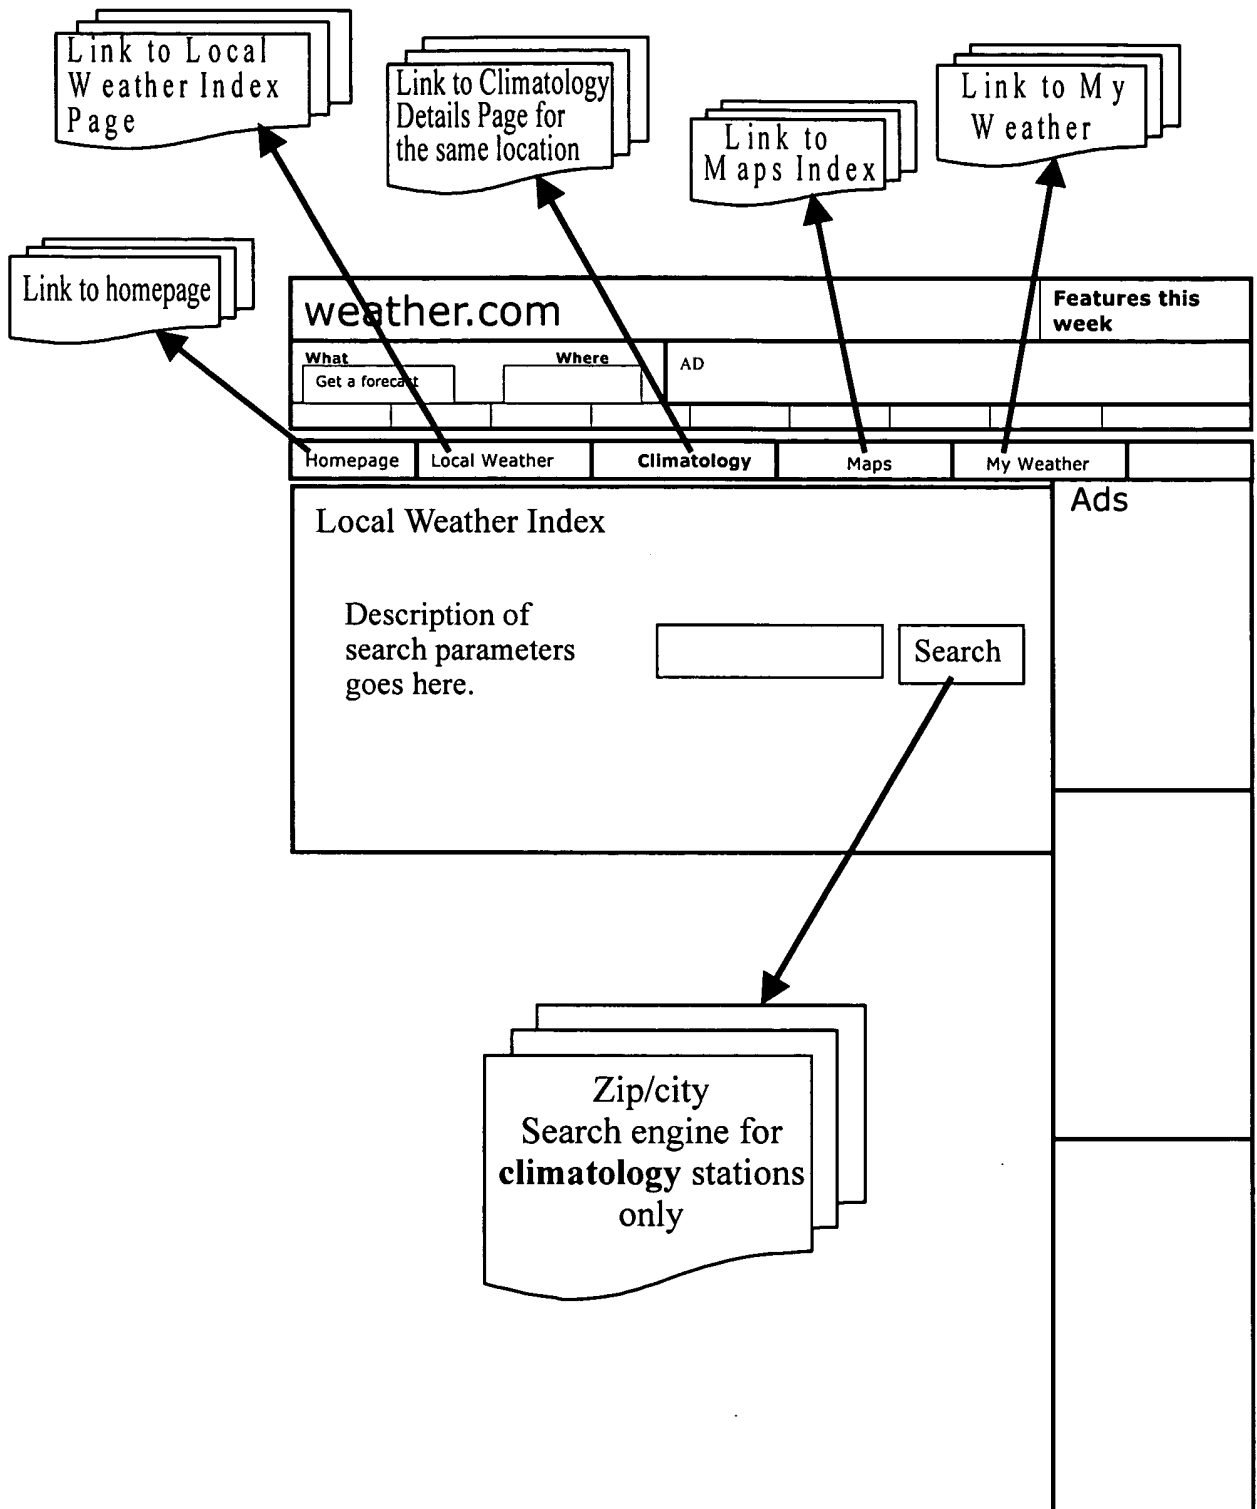 Link to Local
Weather Index
Page
Link to Climatology
Details Page for
the same location
Link to
Maps Index
Link to My
Weather
Link to homepage
weather.com
Features this
week
What
Where
Get a forecast
AD
Homepage
Local Weather
Climatology
Maps
My Weather
Ads
Local Weather Index
Description of
search parameters
goes here.
Search
Zip/city
Search engine for
climatology stations
only